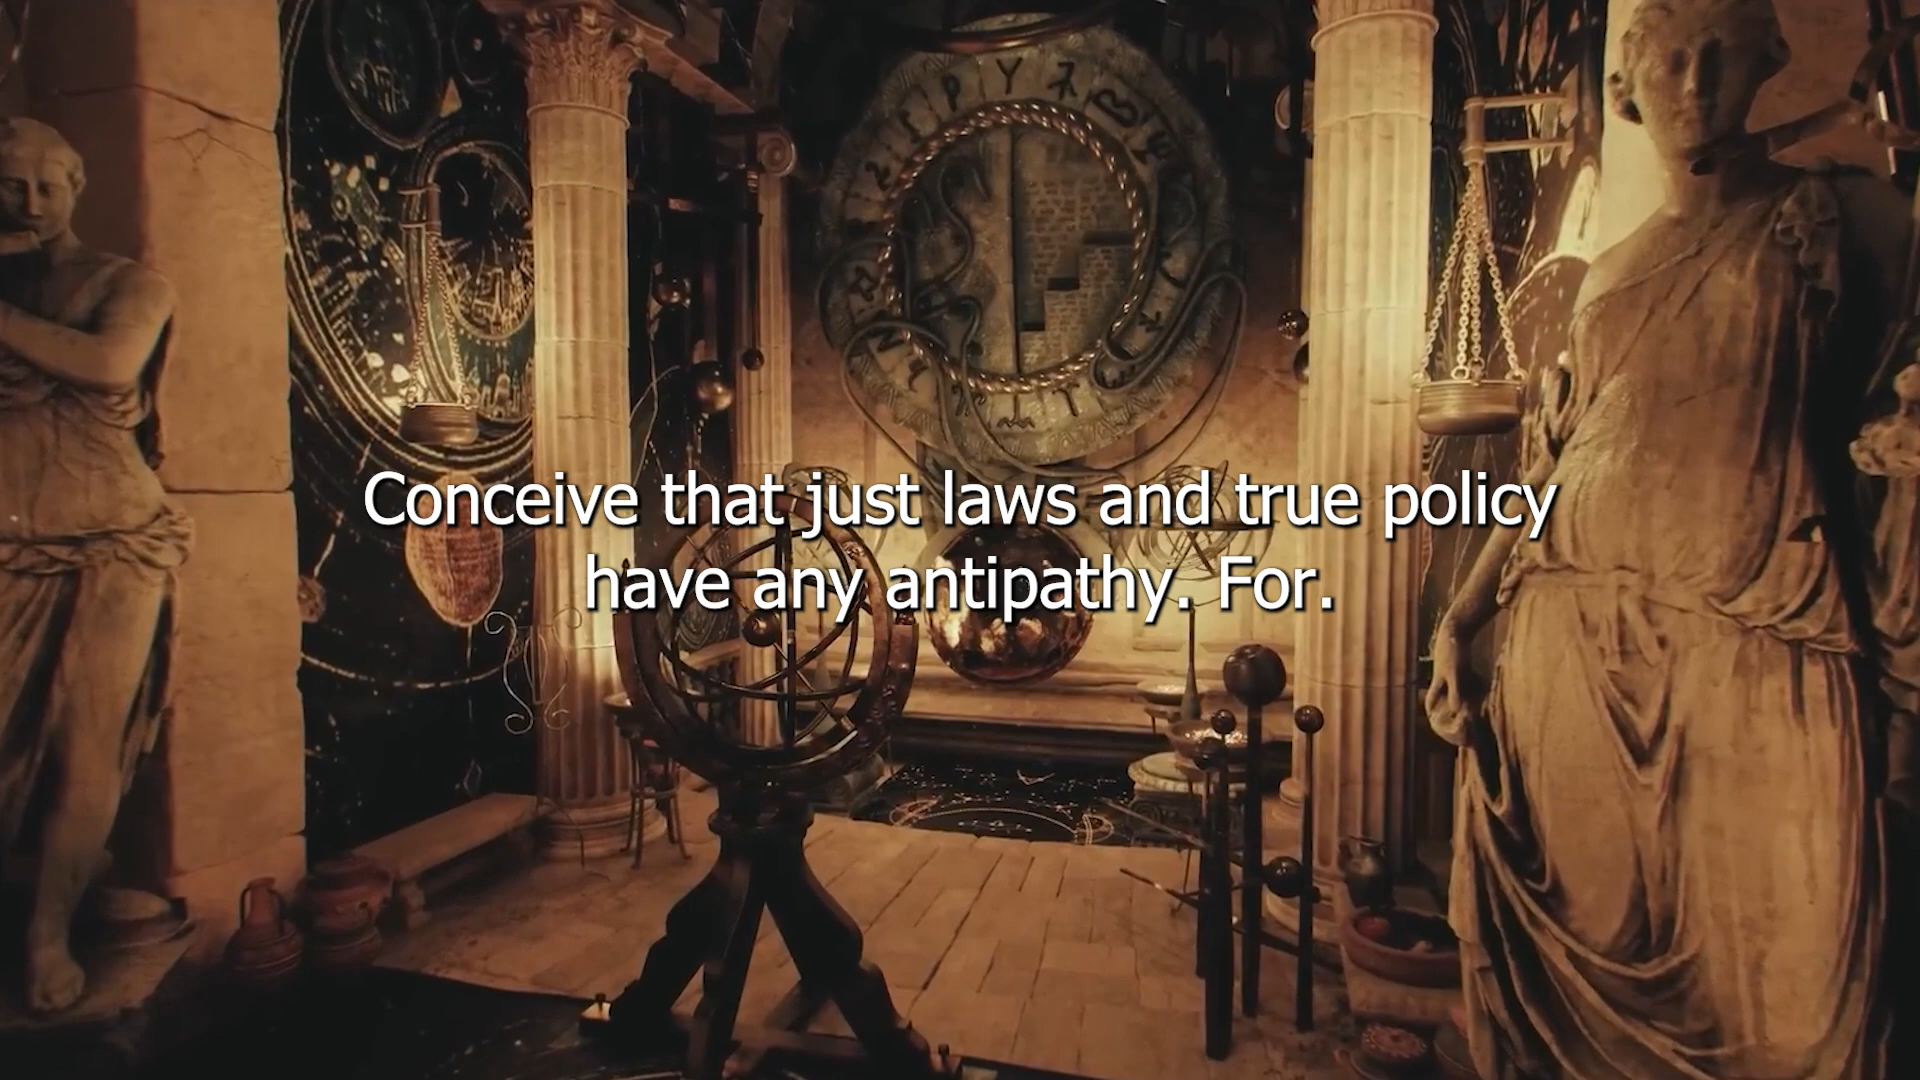 Conceive that just laws and true policy
have any antipathy. For.